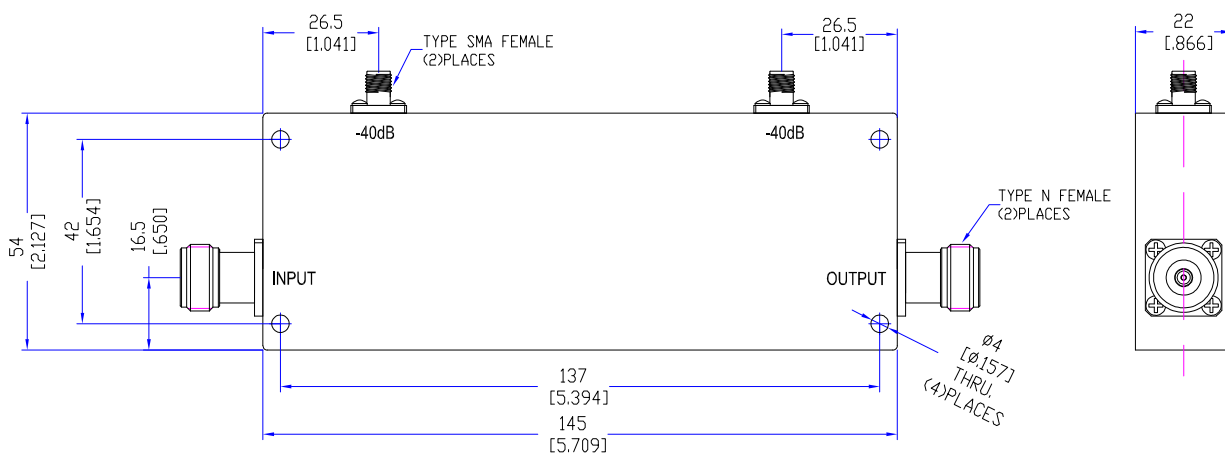 26.5
[1.041]
TYPE SMA FEMALE
(2)PLACES
26.5
[1.041]
22
[.866]
-40dB
-40dB
54
[2.127]
42
[1.654]
16.5
[.650]
INPUT
OUTPUT
TYPE N FEMALE
(2)PLACES
ø4
[ø.157]
THRU.
(4)PLACES
137
[5.394]
145
[5.709]